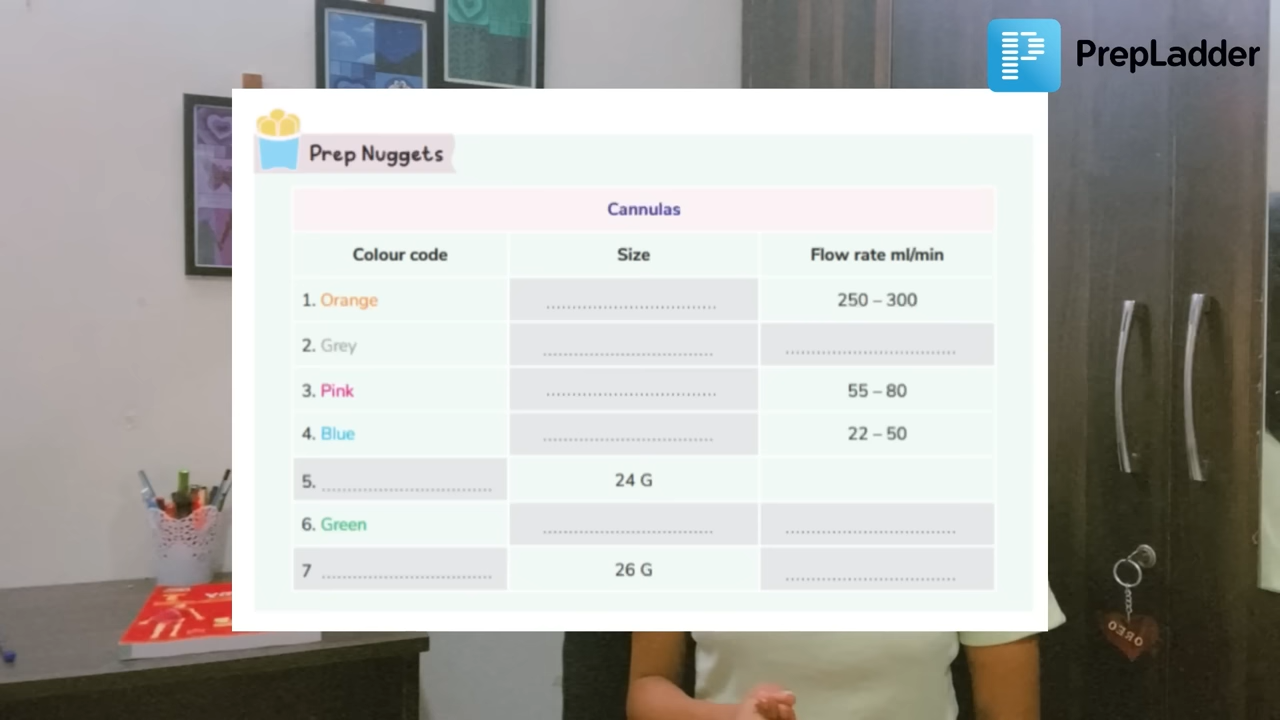 PrepLadder
Prep Nuggets
Cannulas
Colour code Size Flow rate ml/min
1. Orange ................................. 250 – 300
2. Grey ................................. .................................
3. Pink ................................. 55 – 80
4. Blue ................................. 22 – 50
5. ................................. 24 G
6. Green ................................. .................................
7 ................................. 26 G .................................
OREO